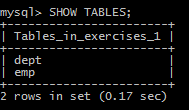 mysql> SHOW TABLES;
+-----------------------+
| Tables_in_exercises_1 |
+-----------------------+
| dept                  |
| emp                   |
+-----------------------+
2 rows in set (0.17 sec)